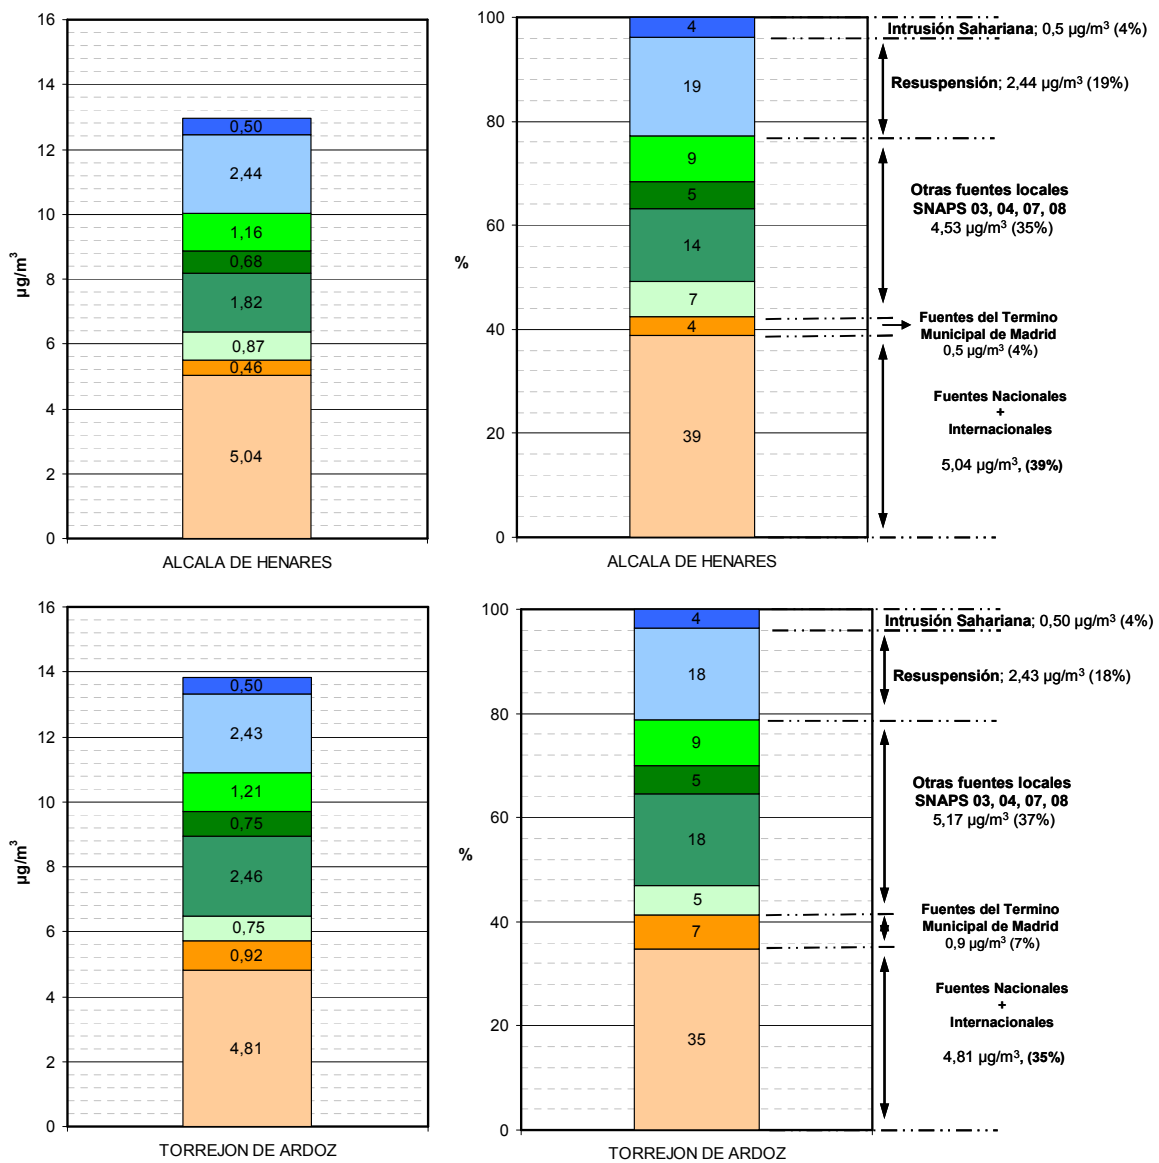 16
14
12
10
8
6
4
2
0
µg/m³
0,50
2,44
1,16
0,68
1,82
0,87
0,46
5,04
ALCALA DE HENARES
100
80
60
40
20
0
%
4
19
9
5
14
7
4
39
ALCALA DE HENARES
Intrusión Sahariana; 0,5 µg/m³ (4%)
Resuspensión; 2,44 µg/m³ (19%)
Otras fuentes locales
SNAPS 03, 04, 07, 08
4,53 µg/m³ (35%)
Fuentes del Termino
Municipal de Madrid
0,5 µg/m³ (4%)
Fuentes Nacionales
+
Internacionales
5,04 µg/m³, (39%)
16
14
12
10
8
6
4
2
0
µg/m³
0,50
2,43
1,21
0,75
2,46
0,75
0,92
4,81
TORREJON DE ARDOZ
100
80
60
40
20
0
%
4
18
9
5
18
5
7
35
TORREJON DE ARDOZ
Intrusión Sahariana; 0,50 µg/m³ (4%)
Resuspensión; 2,43 µg/m³ (18%)
Otras fuentes locales
SNAPS 03, 04, 07, 08
5,17 µg/m³ (37%)
Fuentes del Termino
Municipal de Madrid
0,9 µg/m³ (7%)
Fuentes Nacionales
+
Internacionales
4,81 µg/m³, (35%)